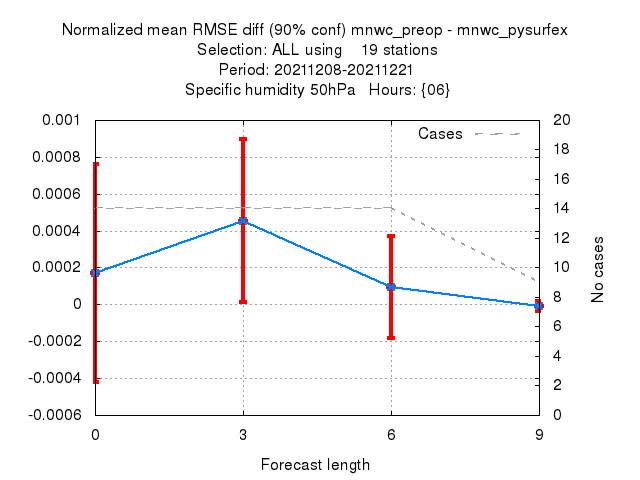 Normalized mean RMSE diff (90% conf) mnwc_preop - mnwc_pysurfex
Selection: ALL using    19 stations
Period: 20211208-20211221
Specific humidity 50hPa   Hours: {06}
Cases
0.001
0.0008
0.0006
0.0004
0.0002
0
-0.0002
-0.0004
-0.0006
20
18
16
14
12
10
8
6
4
2
0
No cases
0 3 6 9
Forecast length